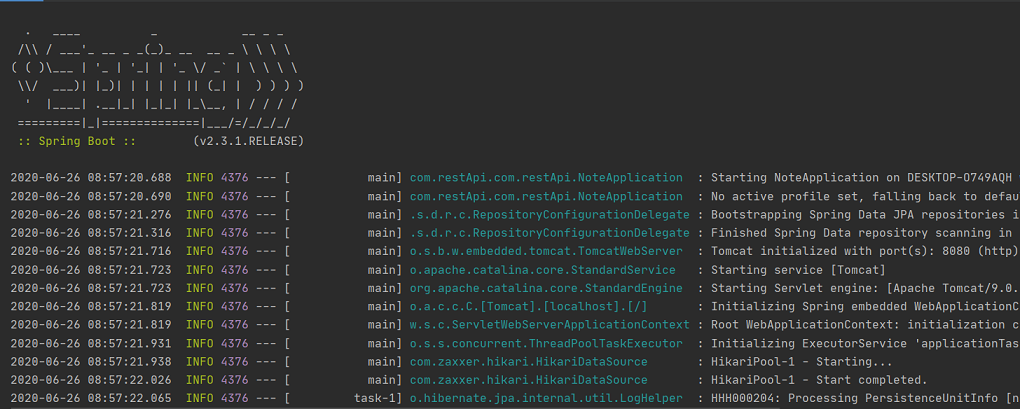 .   ____          _            __ _ _
 /\\ / ___'_ __ _ _(_)_ __  __ _ \ \ \ \
( ( )\___ | '_ | '_| | '_ \/ _` | \ \ \ \
 \\/  ___)| |_)| | | | | || (_| |  ) ) ) )
  '  |____| .__|_| |_|_| |_\__, | / / / /
 =========|_|==============|___/=/_/_/_/
 :: Spring Boot ::        (v2.3.1.RELEASE)
2020-06-26 08:57:20.688  INFO 4376 --- [           main] com.restApi.com.restApi.NoteApplication  : Starting NoteApplication on DESKTOP-O749AQH
2020-06-26 08:57:20.690  INFO 4376 --- [           main] com.restApi.com.restApi.NoteApplication  : No active profile set, falling back to defau
2020-06-26 08:57:21.276  INFO 4376 --- [           main] .s.d.r.c.RepositoryConfigurationDelegate : Bootstrapping Spring Data JPA repositories i
2020-06-26 08:57:21.316  INFO 4376 --- [           main] .s.d.r.c.RepositoryConfigurationDelegate : Finished Spring Data repository scanning in
2020-06-26 08:57:21.716  INFO 4376 --- [           main] o.s.b.w.embedded.tomcat.TomcatWebServer  : Tomcat initialized with port(s): 8080 (http)
2020-06-26 08:57:21.723  INFO 4376 --- [           main] o.apache.catalina.core.StandardService   : Starting service [Tomcat]
2020-06-26 08:57:21.723  INFO 4376 --- [           main] org.apache.catalina.core.StandardEngine  : Starting Servlet engine: [Apache Tomcat/9.0.
2020-06-26 08:57:21.819  INFO 4376 --- [           main] o.a.c.c.C.[Tomcat].[localhost].[/]       : Initializing Spring embedded WebApplicationC
2020-06-26 08:57:21.819  INFO 4376 --- [           main] w.s.c.ServletWebServerApplicationContext : Root WebApplicationContext: initialization c
2020-06-26 08:57:21.931  INFO 4376 --- [           main] o.s.s.concurrent.ThreadPoolTaskExecutor  : Initializing ExecutorService 'applicationTas
2020-06-26 08:57:21.938  INFO 4376 --- [           main] com.zaxxer.hikari.HikariDataSource       : HikariPool-1 - Starting...
2020-06-26 08:57:22.026  INFO 4376 --- [           main] com.zaxxer.hikari.HikariDataSource       : HikariPool-1 - Start completed.
2020-06-26 08:57:22.065  INFO 4376 --- [         task-1] o.hibernate.jpa.internal.util.LogHelper  : HHH000204: Processing PersistenceUnitInfo [n